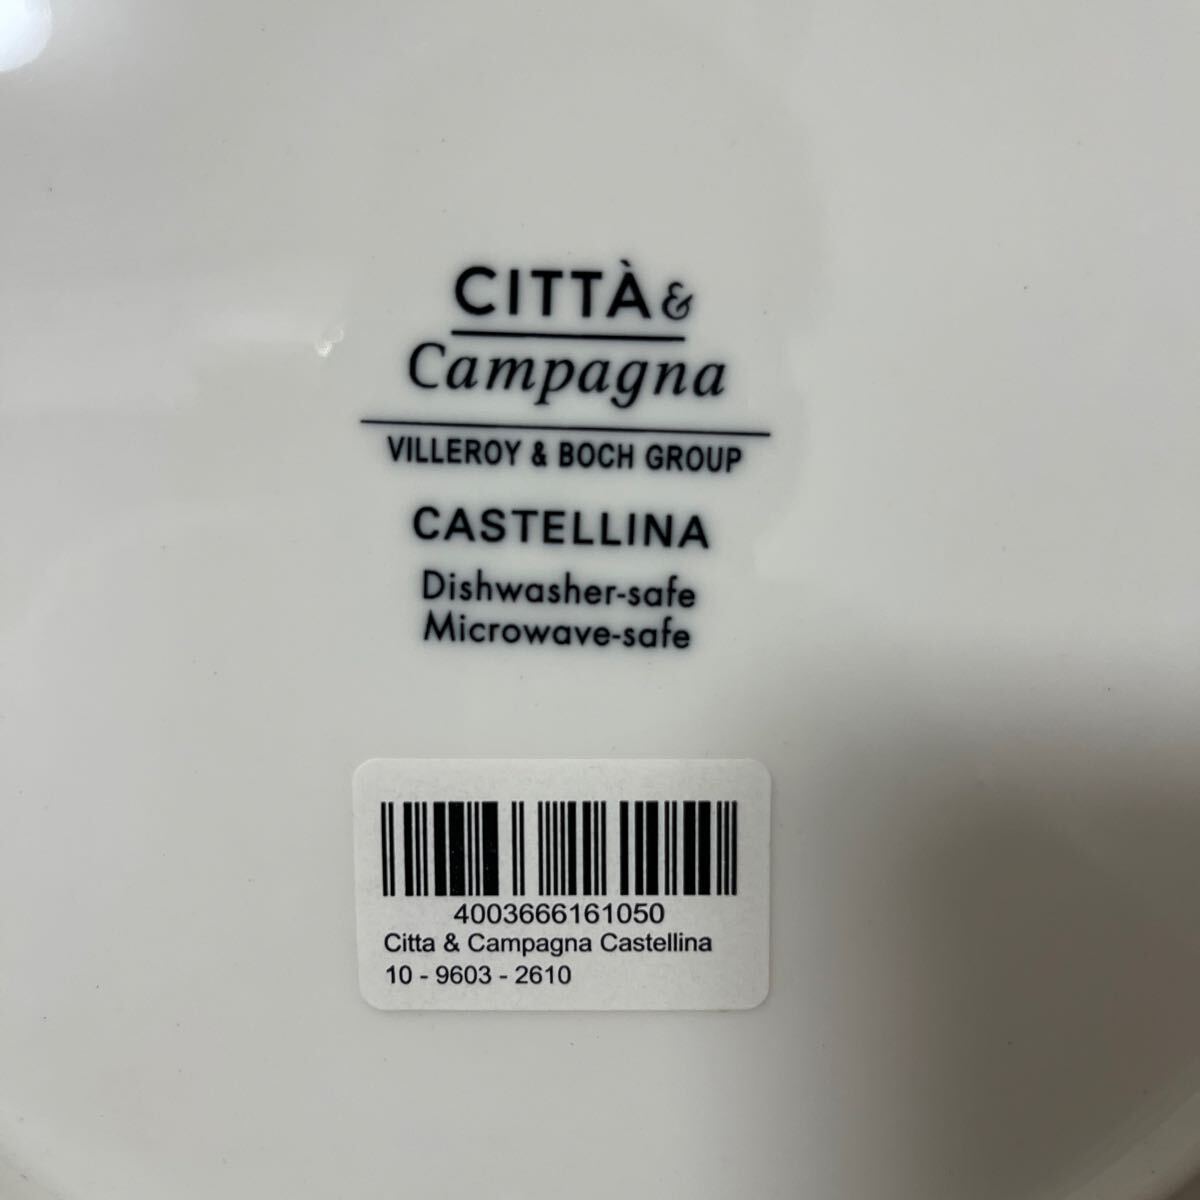 CITTÀ &
Campagna
VILLEROY & BOCH GROUP
CASTELLINA
Dishwasher-safe
Microwave-safe
4003666161050
Citta & Campagna Castellina
10 - 9603 - 2610